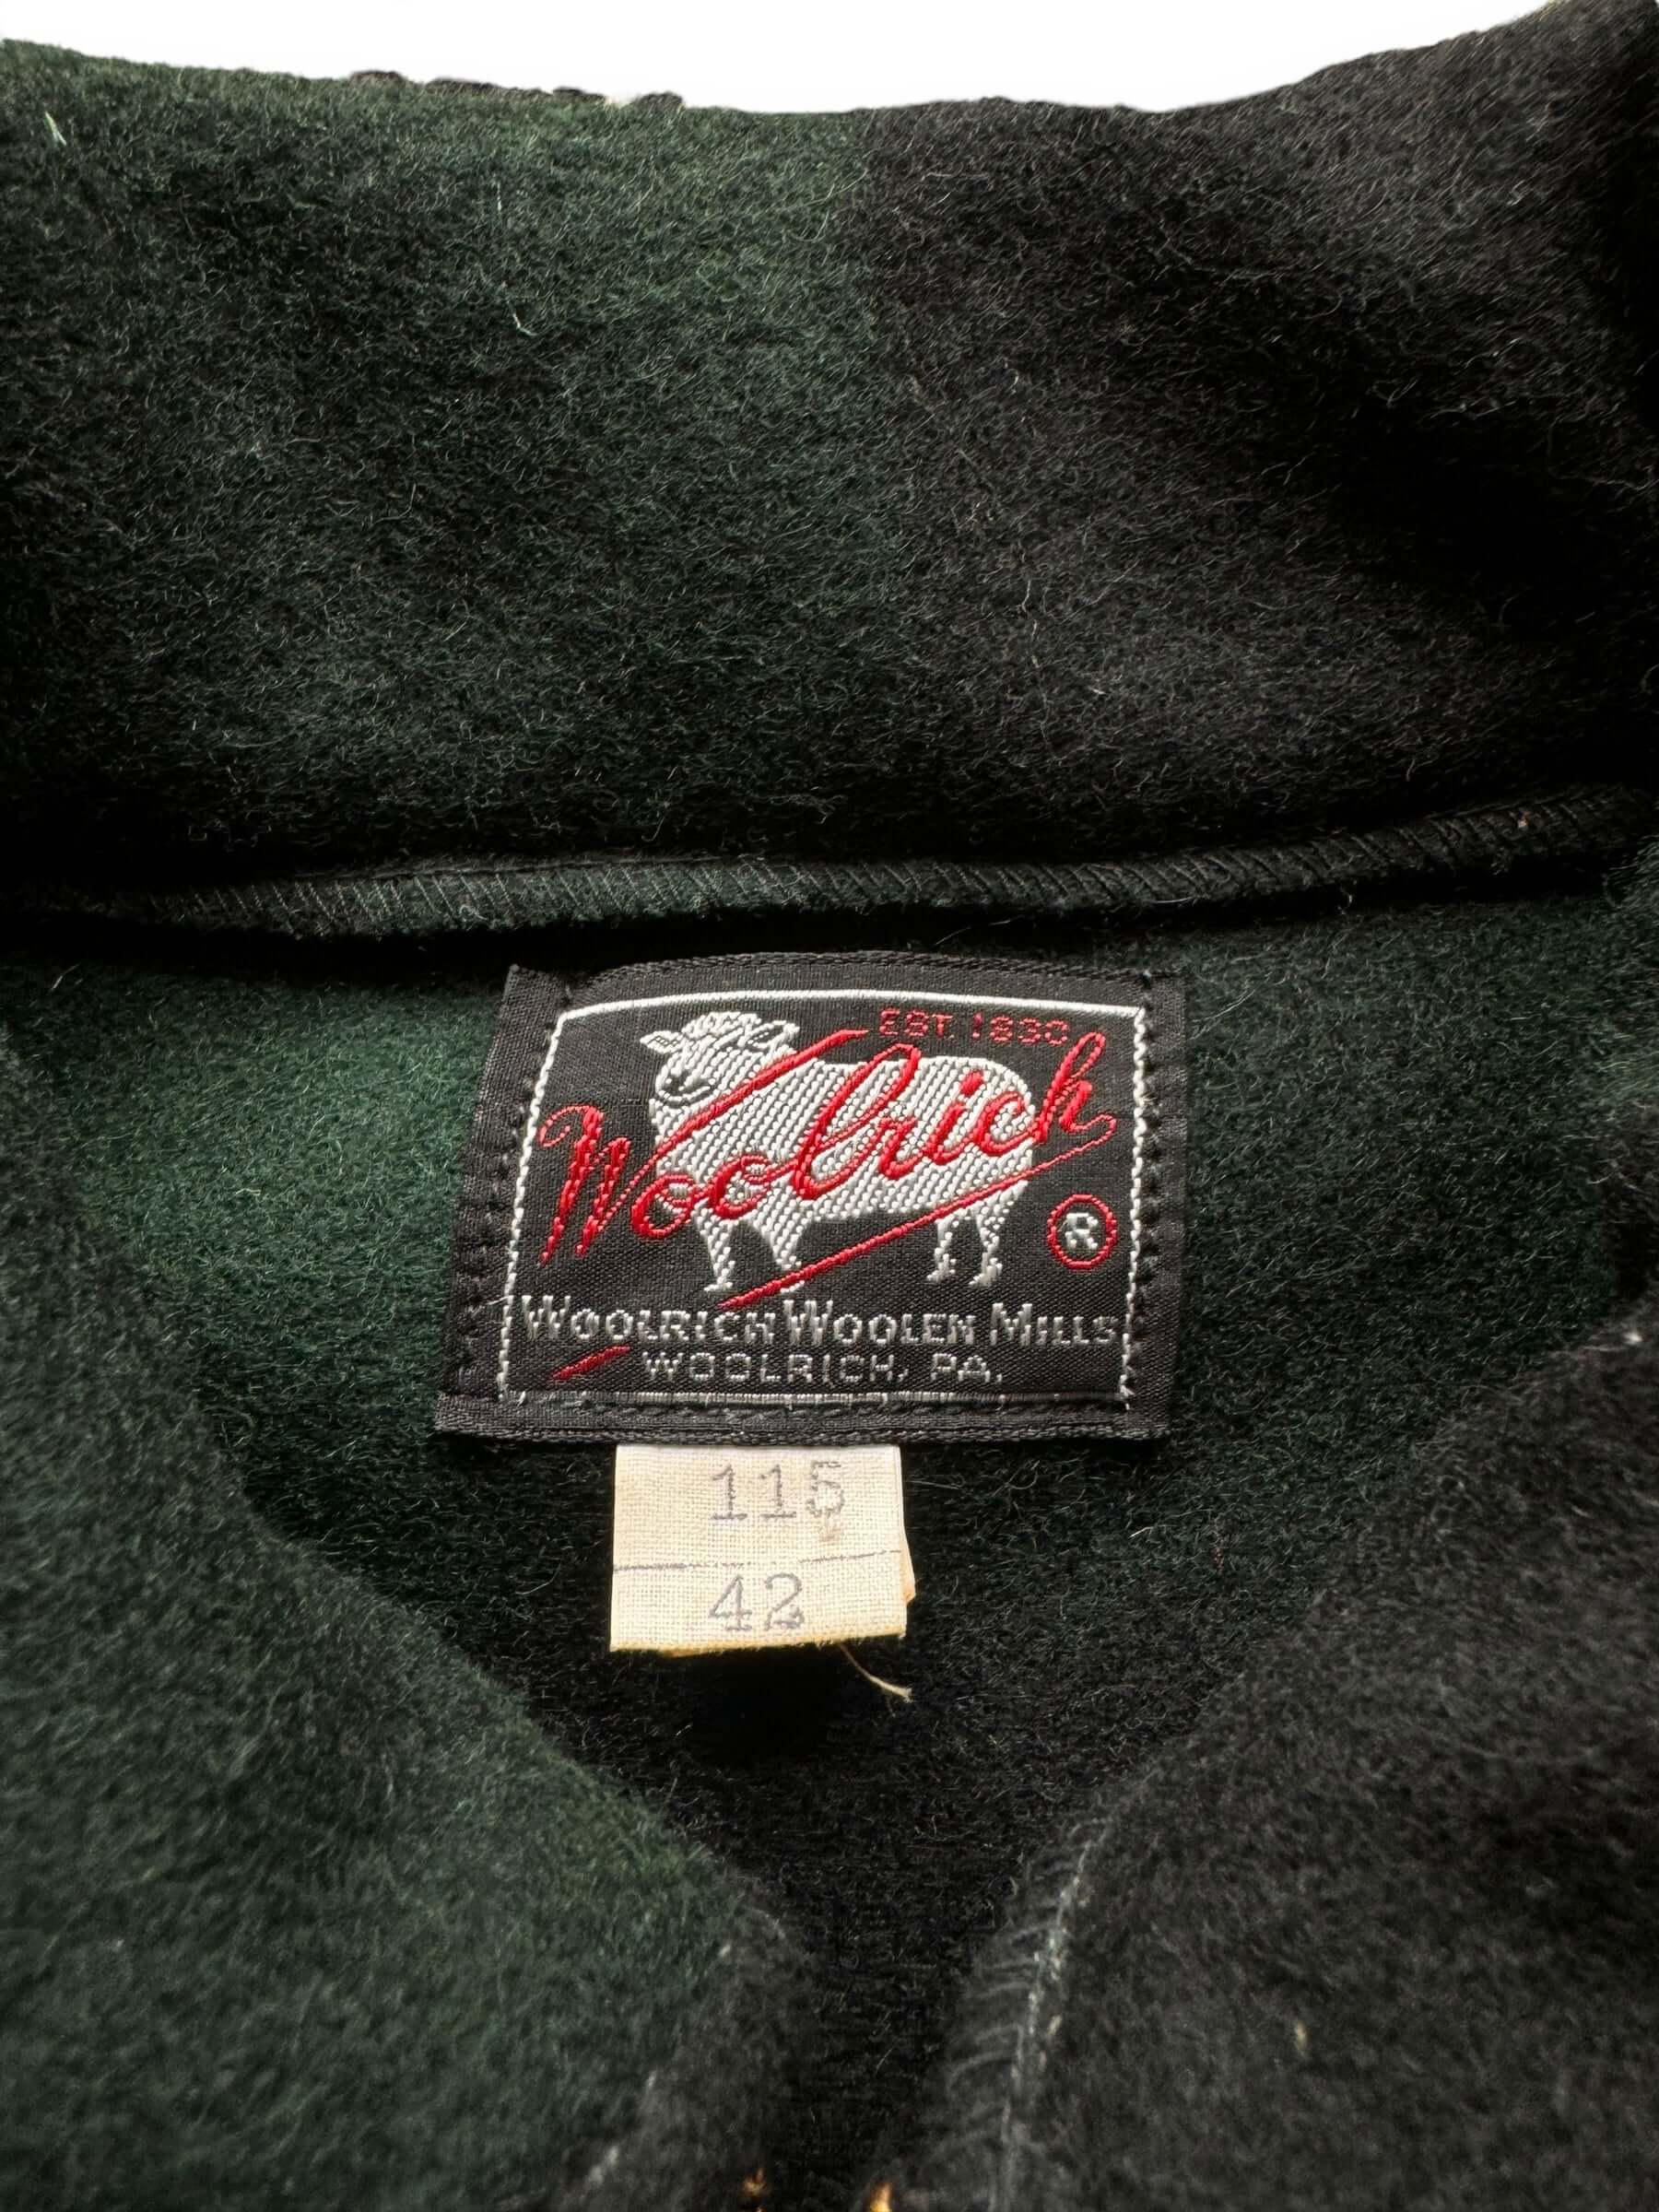 EST. 1830
Woolrich
®
WOOLRICH WOOLEN MILLS
WOOLRICH, PA.
115
42